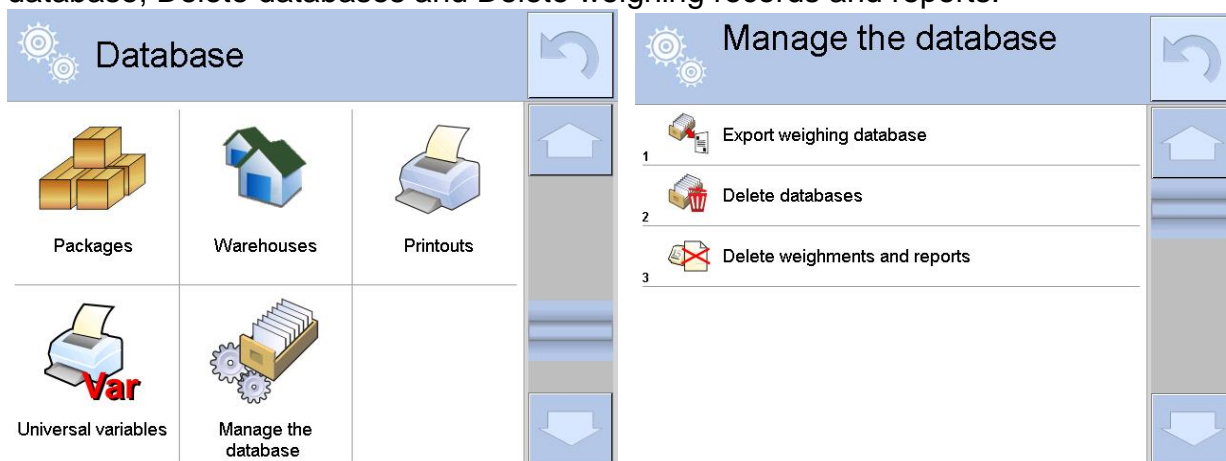 database, Delete databases and Delete weighing records and reports.
Database
Packages
Warehouses
Printouts
Var
Universal variables
Manage the
database
Manage the database
1
Export weighing database
2
Delete databases
3
Delete weighments and reports